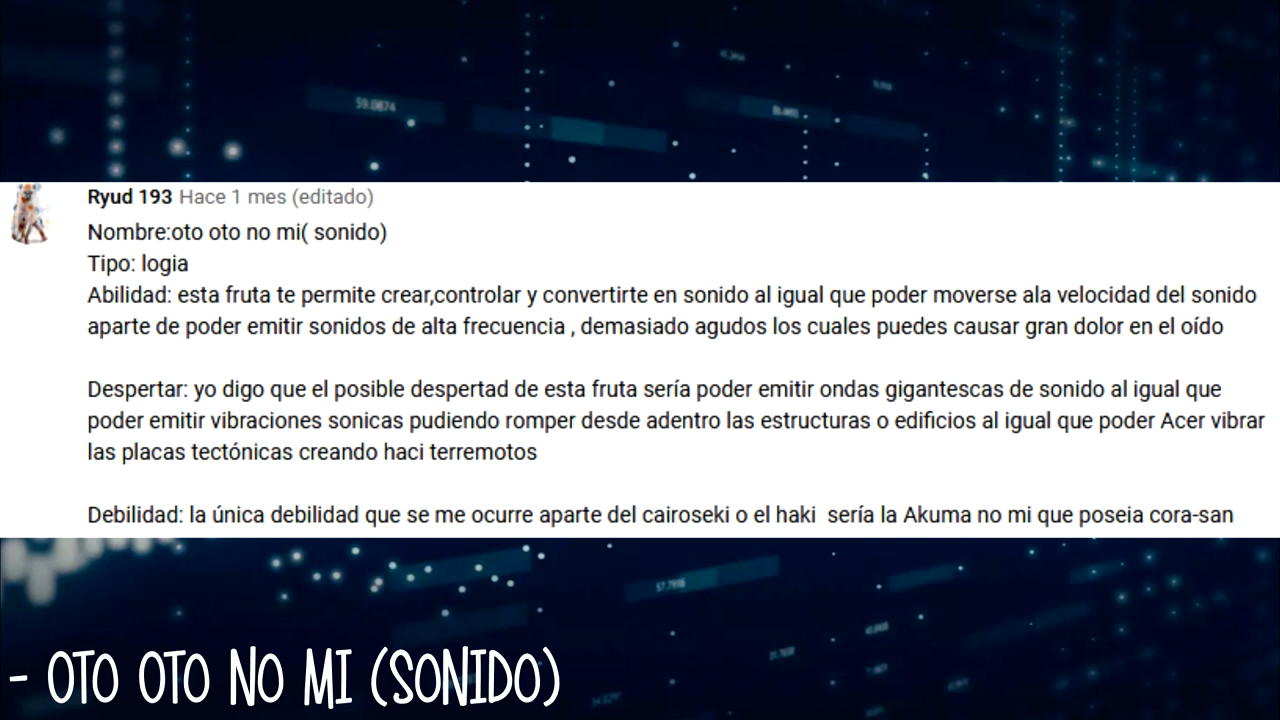 59.0874
Ryud 193 Hace 1 mes (editado)
Nombre:oto oto no mi( sonido)
Tipo: logia
Abilidad: esta fruta te permite crear,controlar y convertirte en sonido al igual que poder moverse ala velocidad del sonido
aparte de poder emitir sonidos de alta frecuencia , demasiado agudos los cuales puedes causar gran dolor en el oído
Despertar: yo digo que el posible despertad de esta fruta sería poder emitir ondas gigantescas de sonido al igual que
poder emitir vibraciones sonicas pudiendo romper desde adentro las estructuras o edificios al igual que poder Acer vibrar
las placas tectónicas creando haci terremotos
Debilidad: la única debilidad que se me ocurre aparte del cairoseki o el haki  sería la Akuma no mi que poseia cora-san
- OTO OTO NO MI (SONIDO)